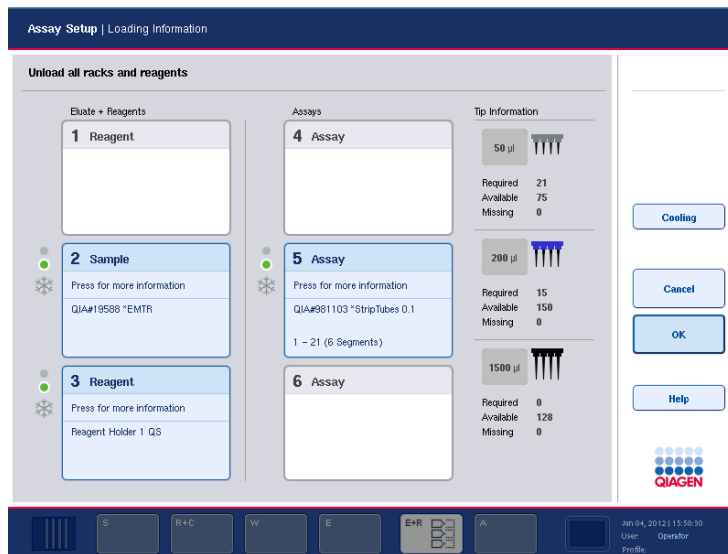 Assay Setup | Loading Information
Unload all racks and reagents
Eluate + Reagents
Assays
Tip Information
1 Reagent
4 Assay
50 µl
Required 21
Available 75
Missing 0
2 Sample
Press for more information
QIA#19588 *EMTR
5 Assay
Press for more information
QIA#981103 *StripTubes 0.1
1 - 21 (6 Segments)
200 µl
Required 15
Available 150
Missing 0
3 Reagent
Press for more information
Reagent Holder 1 QS
6 Assay
1500 µl
Required 0
Available 128
Missing 0
Cooling
Cancel
OK
Help
QIAGEN
S
R+C
W
E
E+R
A
Jun 04, 2012 | 15:50:30
User: Operator
Profile: